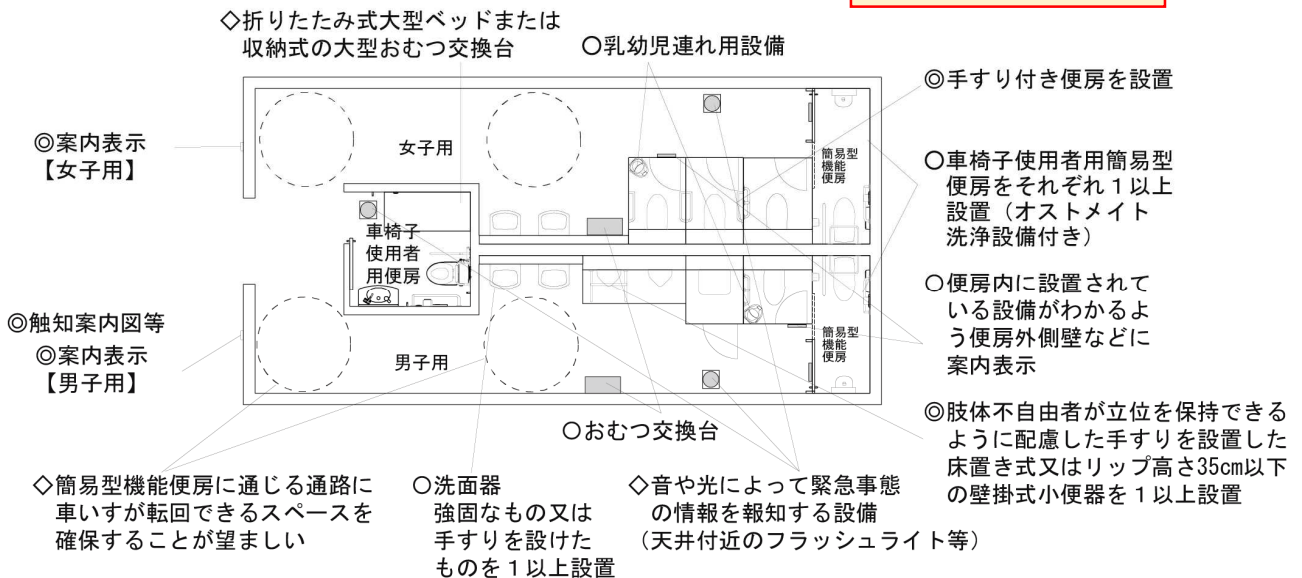 ◇折りたたみ式大型ベッドまたは
収納式の大型おむつ交換台
○乳幼児連れ用設備
◎手すり付き便房を設置
◎案内表示
【女子用】
女子用
簡易型
機能
便房
○車椅子使用者用簡易型
便房をそれぞれ１以上
設置（オストメイト
洗浄設備付き）
車椅子
使用者
用便房
○便房内に設置されて
いる設備がわかるよ
う便房外側壁などに
案内表示
◎触知案内図等
◎案内表示
【男子用】
男子用
簡易型
機能
便房
◎肢体不自由者が立位を保持できる
ように配慮した手すりを設置した
床置き式又はリップ高さ35cm以下
の壁掛式小便器を１以上設置
○おむつ交換台
◇簡易型機能便房に通じる通路に
車いすが転回できるスペースを
確保することが望ましい
○洗面器
強固なもの又は
手すりを設けた
ものを１以上設置
◇音や光によって緊急事態
の情報を報知する設備
（天井付近のフラッシュライト等）